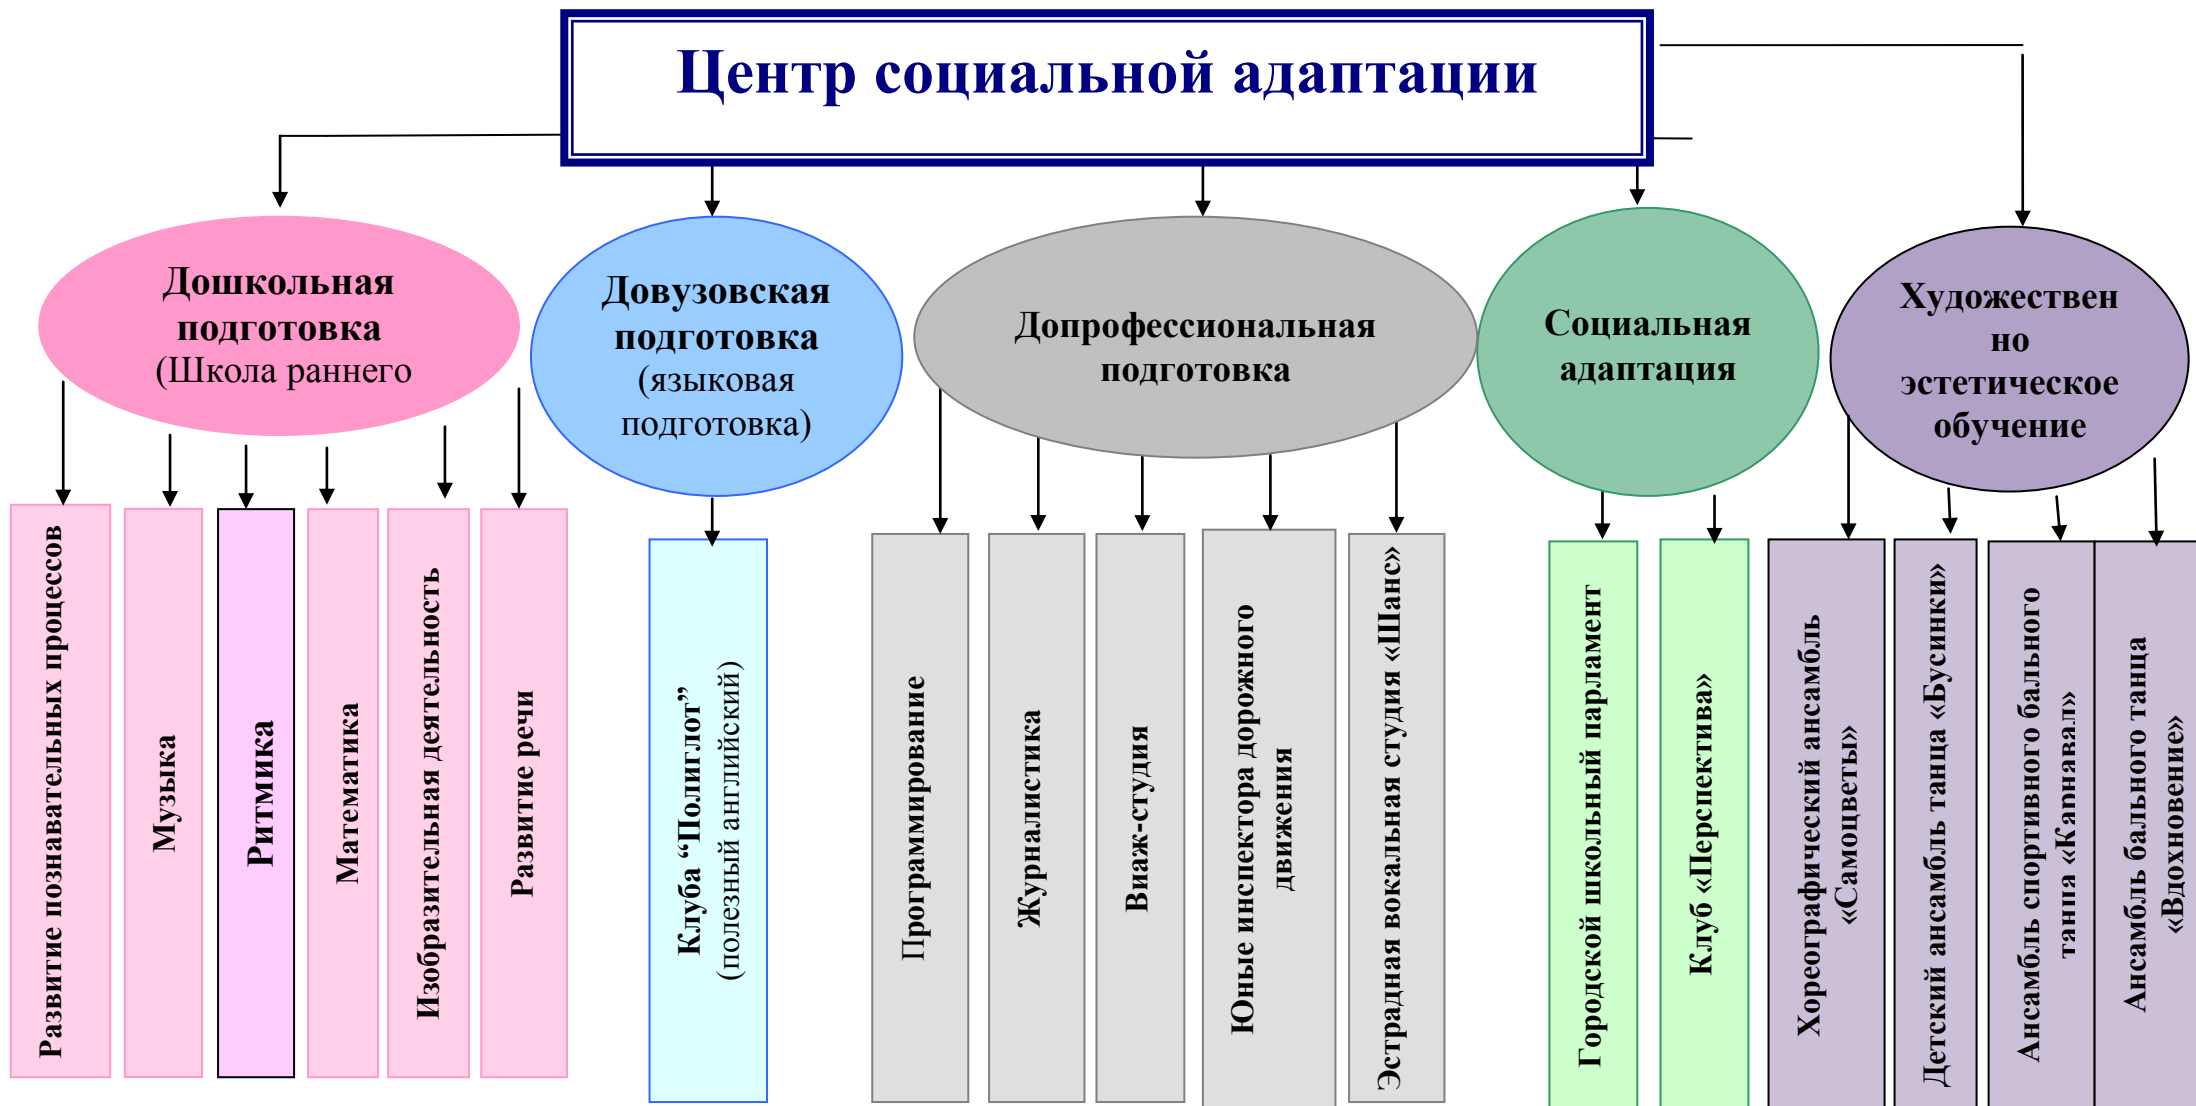 Центр социальной адаптации
Дошкольная
подготовка
(Школа раннего
Довузовская
подготовка
(языковая
подготовка)
Допрофессиональная
подготовка
Социальная
адаптация
Художествен
но
эстетическое
обучение
Развитие познавательных процессов
Музыка
Ритмика
Математика
Изобразительная деятельность
Развитие речи
Клуба “Полиглот”
(полезный английский)
Программирование
Журналистика
Визаж-студия
Юные инспектора дорожного
движения
Эстрадная вокальная студия «Шанс»
Городской школьный парламент
Клуб «Перспектива»
Хореографический ансамбль
«Самоцветы»
Детский ансамбль танца «Бусинки»
Ансамбль спортивного бального
танца «Карнавал»
Ансамбль бального танца
«Вдохновение»